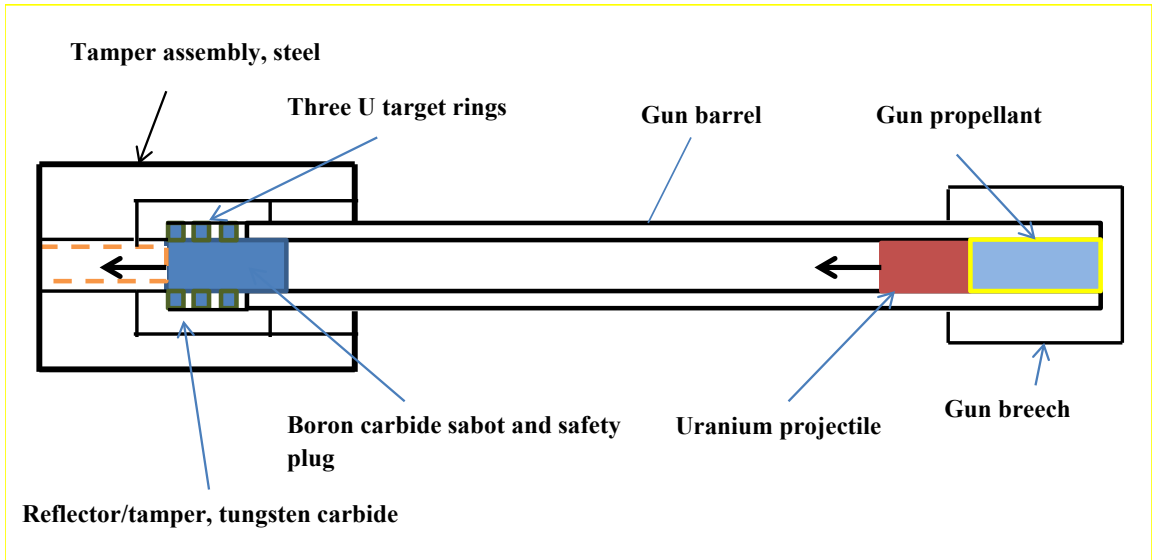 Tamper assembly, steel
Three U target rings
Gun barrel
Gun propellant
Boron carbide sabot and safety
plug
Uranium projectile
Gun breech
Reflector/tamper, tungsten carbide